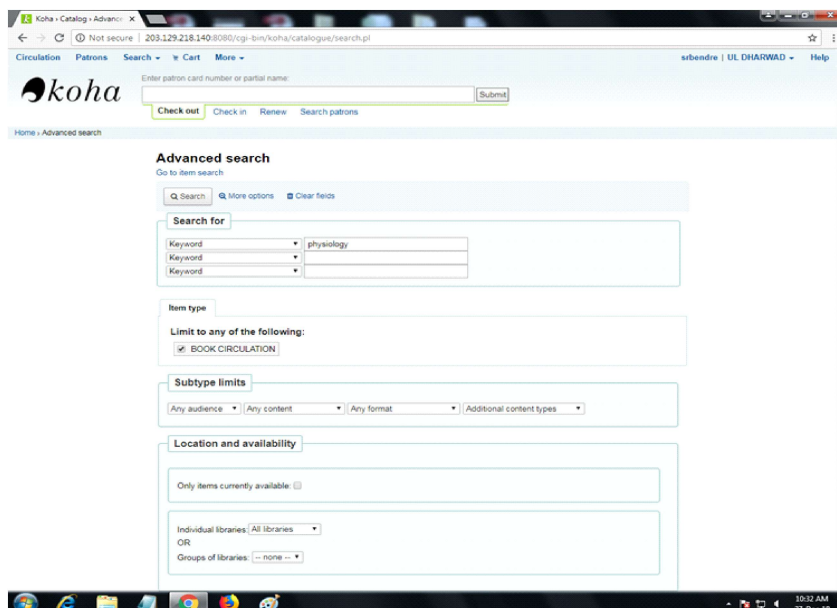 Koha › Catalog › Advanc
Not secure | 203.129.218.140:8080/cgi-bin/koha/catalogue/search.pl
Circulation Patrons Search Cart More srbendre | UL DHARWAD Help
koha
Enter patron card number or partial name:
Submit
Check out Check in Renew Search patrons
Home › Advanced search
Advanced search
Go to item search
Search More options Clear fields
Search for
Keyword physiology
Keyword
Keyword
Item type
Limit to any of the following:
BOOK CIRCULATION
Subtype limits
Any audience Any content Any format Additional content types
Location and availability
Only items currently available:
Individual libraries: All libraries
OR
Groups of libraries: -- none --
10:32 AM